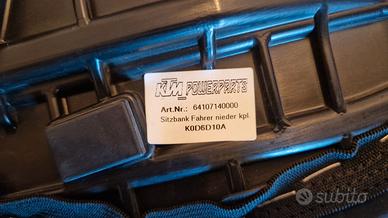 KTM POWERPARTS
Art.Nr.: 64107140000
Sitzbank Fahrer nieder kpl.
K0D6D10A
subito